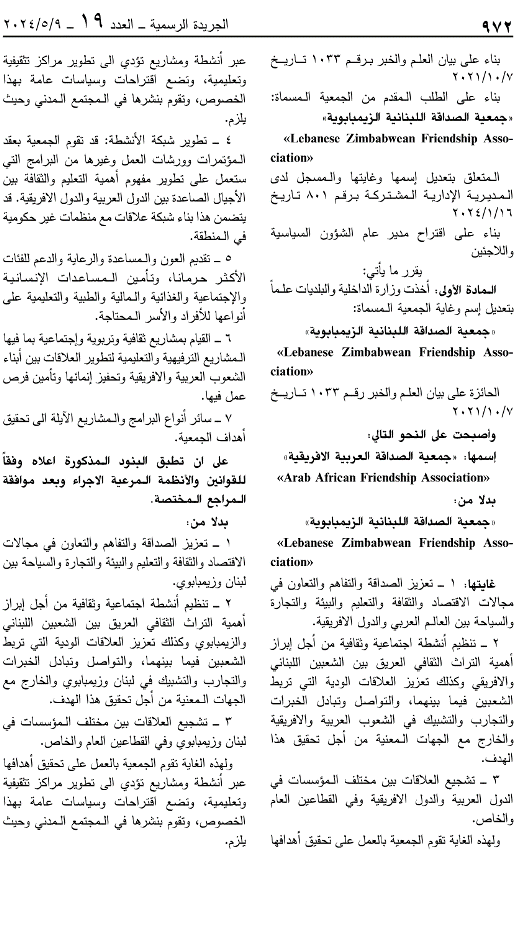 ٩٧٢
الجريدة الرسمية ــ العدد ١٩ ــ ٢٠٢٤/٥/٩
بناء على بيان العلم والخبر برقم ١٠٣٣ تاريخ
٢٠٢١/١٠/٧
بناء على الطلب المقدم من الجمعية المسماة:
«جمعية الصداقة اللبنانية الزيمبابوية»
«Lebanese Zimbabwean Friendship Asso-
ciation»
المتعلق بتعديل إسمها وغايتها والمسجل لدى
المديرية الإدارية المشتركة برقم ٨٠١ تاريخ
٢٠٢٤/١/١٦
بناء على اقتراح مدير عام الشؤون السياسية
واللاجئين
يقرر ما يأتي:
المادة الأولى: أخذت وزارة الداخلية والبلديات علماً
بتعديل إسم وغاية الجمعية المسماة:
«جمعية الصداقة اللبنانية الزيمبابوية»
«Lebanese Zimbabwean Friendship Asso-
ciation»
الحائزة على بيان العلم والخبر رقم ١٠٣٣ تاريخ
٢٠٢١/١٠/٧
وأصبحت على النحو التالي:
إسمها: «جمعية الصداقة العربية الافريقية»
«Arab African Friendship Association»
بدلا من:
«جمعية الصداقة اللبنانية الزيمبابوية»
«Lebanese Zimbabwean Friendship Asso-
ciation»
غايتها: ١ ــ تعزيز الصداقة والتفاهم والتعاون في
مجالات الاقتصاد والثقافة والتعليم والبيئة والتجارة
والسياحة بين العالم العربي والدول الافريقية.
٢ ــ تنظيم أنشطة اجتماعية وثقافية من أجل إبراز
أهمية التراث الثقافي العريق بين الشعبين اللبناني
والافريقي وكذلك تعزيز العلاقات الودية التي تربط
الشعبين فيما بينهما، والتواصل وتبادل الخبرات
والتجارب والتشبيك في الشعوب العربية والافريقية
والخارج مع الجهات المعنية من أجل تحقيق هذا
الهدف.
٣ ــ تشجيع العلاقات بين مختلف المؤسسات في
الدول العربية والدول الافريقية وفي القطاعين العام
والخاص.
ولهذه الغاية تقوم الجمعية بالعمل على تحقيق أهدافها
عبر أنشطة ومشاريع تؤدي الى تطوير مراكز تثقيفية
وتعليمية، وتضع اقتراحات وسياسات عامة بهذا
الخصوص، وتقوم بنشرها في المجتمع المدني وحيث
يلزم.
٤ ــ تطوير شبكة الأنشطة: قد تقوم الجمعية بعقد
المؤتمرات وورشات العمل وغيرها من البرامج التي
ستعمل على تطوير مفهوم أهمية التعليم والثقافة بين
الأجيال الصاعدة بين الدول العربية والدول الافريقية. قد
يتضمن هذا بناء شبكة علاقات مع منظمات غير حكومية
في المنطقة.
٥ ــ تقديم العون والمساعدة والرعاية والدعم للفئات
الأكثر حرمانا، وتأمين المساعدات الإنسانية
والإجتماعية والغذائية والمالية والطبية والتعليمية على
أنواعها للأفراد والأسر المحتاجة.
٦ ــ القيام بمشاريع ثقافية وتربوية وإجتماعية بما فيها
المشاريع الترفيهية والتعليمية لتطوير العلاقات بين أبناء
الشعوب العربية والافريقية وتحفيز إنمائها وتأمين فرص
عمل فيها.
٧ ــ سائر أنواع البرامج والمشاريع الآيلة الى تحقيق
أهداف الجمعية.
على ان تطبق البنود المذكورة اعلاه وفقاً
للقوانين والأنظمة المرعية الاجراء وبعد موافقة
المراجع المختصة.
بدلا من:
١ ــ تعزيز الصداقة والتفاهم والتعاون في مجالات
الاقتصاد والثقافة والتعليم والبيئة والتجارة والسياحة بين
لبنان وزيمبابوي.
٢ ــ تنظيم أنشطة اجتماعية وثقافية من أجل إبراز
أهمية التراث الثقافي العريق بين الشعبين اللبناني
والزيمبابوي وكذلك تعزيز العلاقات الودية التي تربط
الشعبين فيما بينهما، والتواصل وتبادل الخبرات
والتجارب والتشبيك في لبنان وزيمبابوي والخارج مع
الجهات المعنية من أجل تحقيق هذا الهدف.
٣ ــ تشجيع العلاقات بين مختلف المؤسسات في
لبنان وزيمبابوي وفي القطاعين العام والخاص.
ولهذه الغاية تقوم الجمعية بالعمل على تحقيق أهدافها
عبر أنشطة ومشاريع تؤدي الى تطوير مراكز تثقيفية
وتعليمية، وتضع اقتراحات وسياسات عامة بهذا
الخصوص، وتقوم بنشرها في المجتمع المدني وحيث
يلزم.